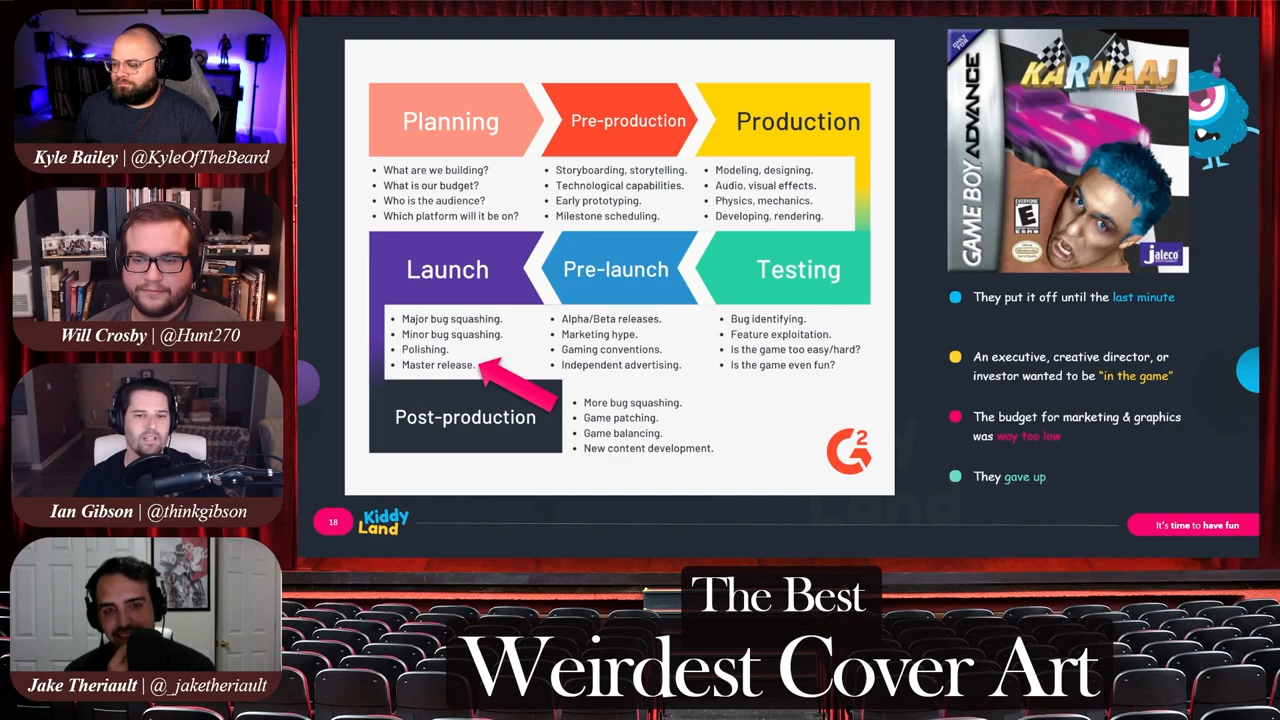 Kyle Bailey | @KyleOfTheBeard
Will Crosby | @Hunt270
Ian Gibson | @thinkgibson
Jake Theriault | @_jaketheriault
Planning
Pre-production
Production
• What are we building?
• What is our budget?
• Who is the audience?
• Which platform will it be on?
• Storyboarding, storytelling.
• Technological capabilities.
• Early prototyping.
• Milestone scheduling.
• Modeling, designing.
• Audio, visual effects.
• Physics, mechanics.
• Developing, rendering.
Launch
Pre-launch
Testing
• Major bug squashing.
• Minor bug squashing.
• Polishing.
• Master release.
• Alpha/Beta releases.
• Marketing hype.
• Gaming conventions.
• Independent advertising.
• Bug identifying.
• Feature exploitation.
• Is the game too easy/hard?
• Is the game even fun?
Post-production
• More bug squashing.
• Game patching.
• Game balancing.
• New content development.
G2
18
Kiddy
Land
ONLY
FOR
GAME BOY ADVANCE
KARNAAJ
RALLY
EVERYONE
E
ESRB
Jaleco
They put it off until the last minute
An executive, creative director, or
investor wanted to be "in the game"
The budget for marketing & graphics
was way too low
They gave up
It's time to have fun
The Best
Weirdest Cover Art